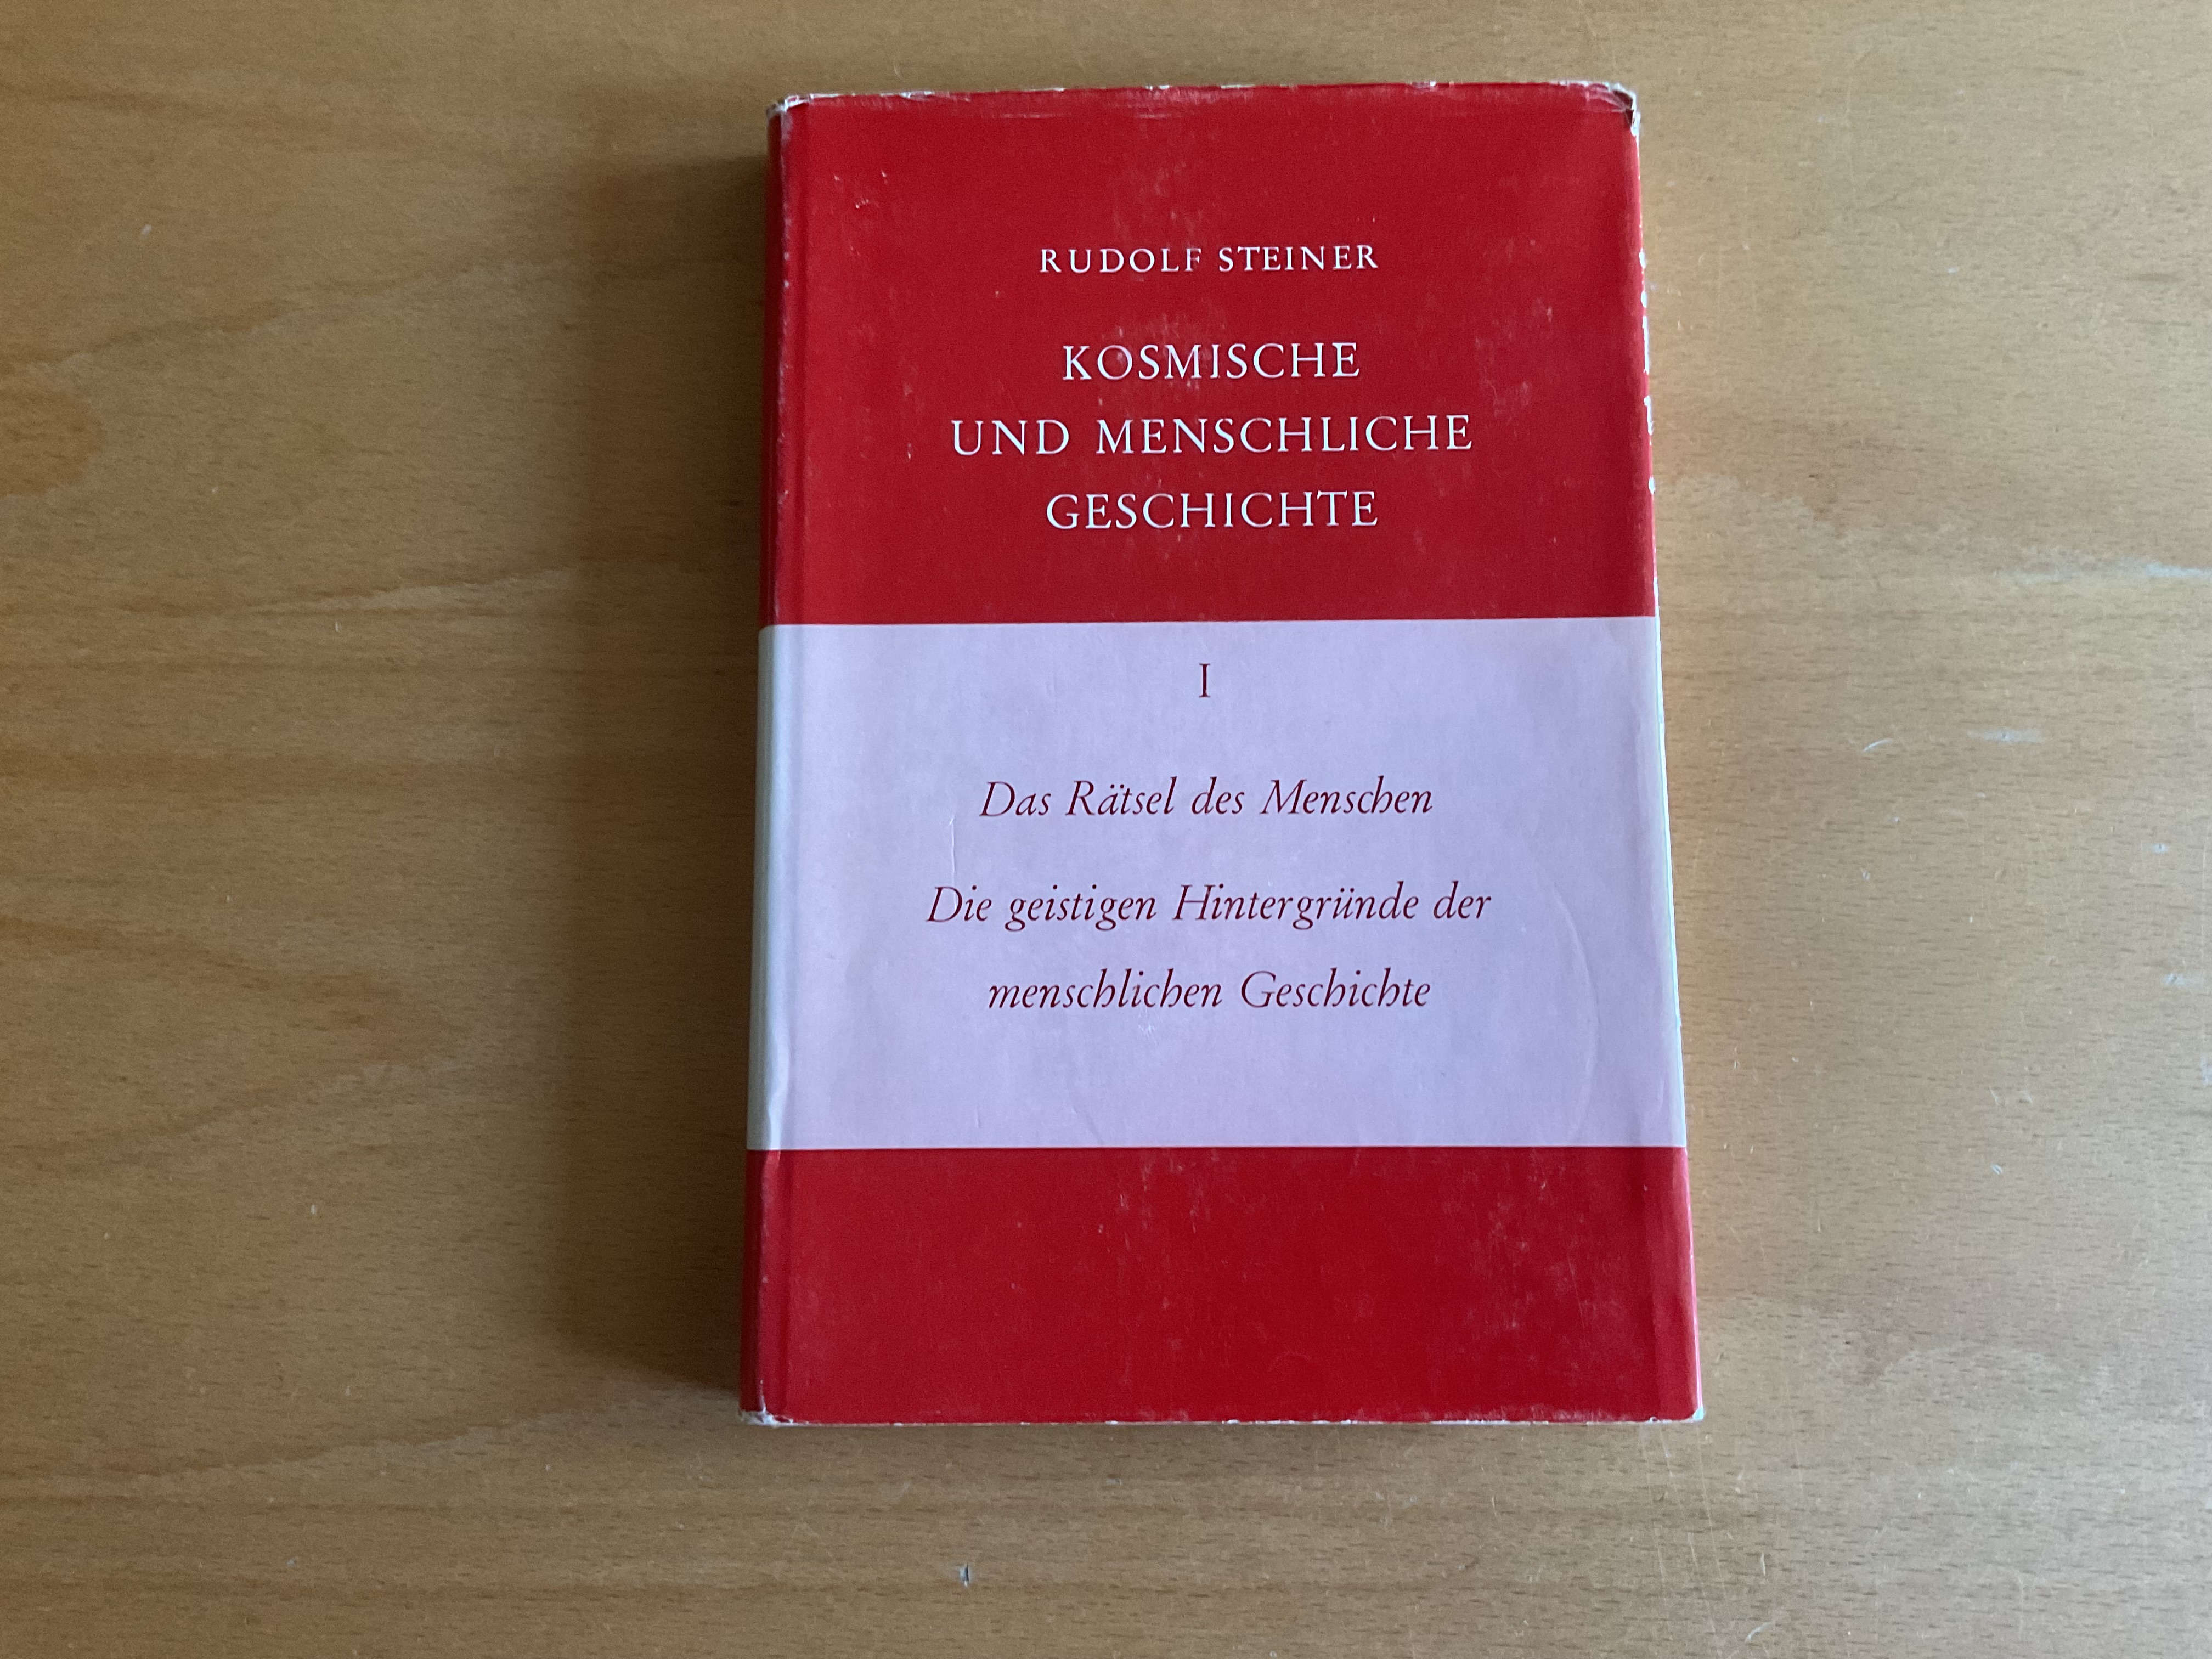 RUDOLF STEINER
KOSMISCHE
UND MENSCHLICHE
GESCHICHTE
I
Das Rätsel des Menschen
Die geistigen Hintergründe der
menschlichen Geschichte